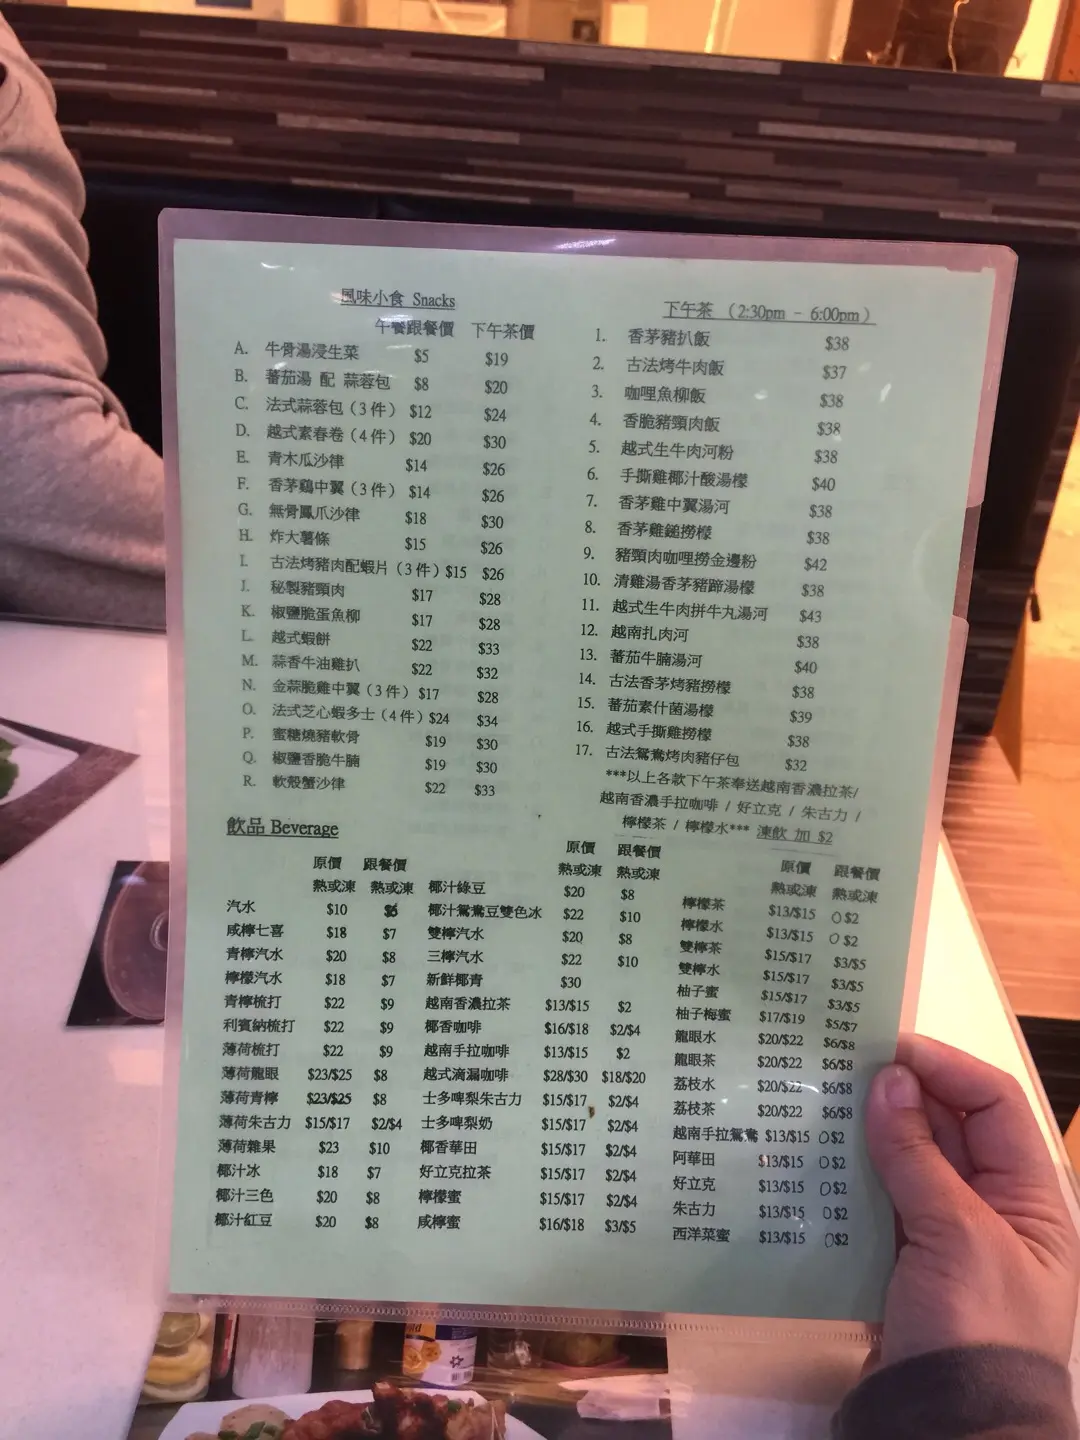 風味小食 Snacks
午餐跟餐價 下午茶價
A. 牛骨湯浸生菜 $5 $19
B. 蕃茄湯 配 蒜蓉包 $8 $20
C. 法式蒜蓉包（3 件） $12 $24
D. 越式素春卷（4 件） $20 $30
E. 青木瓜沙律 $14 $26
F. 香茅鷄中翼（3 件） $14 $26
G. 無骨鳳爪沙律 $18 $30
H. 炸大薯條 $15 $26
I. 古法烤豬肉配蝦片（3 件）$15 $26
J. 秘製豬頸肉 $17 $28
K. 椒鹽脆蛋魚柳 $17 $28
L. 越式蝦餅 $22 $33
M. 蒜香牛油雞扒 $22 $32
N. 金蒜脆雞中翼（3 件） $17 $28
O. 法式芝心蝦多士（4 件）$24 $34
P. 蜜糖燒豬軟骨 $19 $30
Q. 椒鹽香脆牛腩 $19 $30
R. 軟殼蟹沙律 $22 $33
下午茶 （2:30pm - 6:00pm）
1. 香茅豬扒飯 $38
2. 古法烤牛肉飯 $37
3. 咖哩魚柳飯 $38
4. 香脆豬頸肉飯 $38
5. 越式生牛肉河粉 $38
6. 手撕雞椰汁酸湯檬 $40
7. 香茅雞中翼湯河 $38
8. 香茅雞鎚撈檬 $38
9. 豬頸肉咖哩撈金邊粉 $42
10. 清雞湯香茅豬蹄湯檬 $38
11. 越式生牛肉拼牛丸湯河 $43
12. 越南扎肉河 $38
13. 蕃茄牛腩湯河 $40
14. 古法香茅烤豬撈檬 $38
15. 蕃茄素什菌湯檬 $39
16. 越式手撕雞撈檬 $38
17. 古法鴛鴦烤肉豬仔包 $32
***以上各款下午茶奉送越南香濃拉茶/
越南香濃手拉咖啡 / 好立克 / 朱古力 /
檸檬茶 / 檸檬水*** 凍飲 加 $2
飲品 Beverage
原價 跟餐價
熱或凍 熱或凍
汽水 $10 $6
咸檸七喜 $18 $7
青檸汽水 $20 $8
檸檬汽水 $18 $7
青檸梳打 $22 $9
利賓納梳打 $22 $9
薄荷梳打 $22 $9
薄荷龍眼 $23/$25 $8
薄荷青檸 $23/$25 $8
薄荷朱古力 $15/$17 $2/$4
薄荷雜果 $23 $10
椰汁冰 $18 $7
椰汁三色 $20 $8
椰汁紅豆 $20 $8
原價 跟餐價
熱或凍 熱或凍
椰汁綠豆 $20 $8
椰汁鴛鴦豆雙色冰 $22 $10
雙檸汽水 $20 $8
三檸汽水 $22 $10
新鮮椰青 $30
越南香濃拉茶 $13/$15 $2
椰香咖啡 $16/$18 $2/$4
越南手拉咖啡 $13/$15 $2
越式滴漏咖啡 $28/$30 $18/$20
士多啤梨朱古力 $15/$17 $2/$4
士多啤梨奶 $15/$17 $2/$4
椰香華田 $15/$17 $2/$4
好立克拉茶 $15/$17 $2/$4
檸檬蜜 $15/$17 $2/$4
咸檸蜜 $16/$18 $3/$5
原價 跟餐價
熱或凍 熱或凍
檸檬茶 $13/$15 0 $2
檸檬水 $13/$15 0 $2
雙檸茶 $15/$17 $3/$5
雙檸水 $15/$17 $3/$5
柚子蜜 $15/$17 $3/$5
柚子梅蜜 $17/$19 $5/$7
龍眼水 $20/$22 $6/$8
龍眼茶 $20/$22 $6/$8
荔枝水 $20/$22 $6/$8
荔枝茶 $20/$22 $6/$8
越南手拉鴛鴦 $13/$15 0 $2
阿華田 $13/$15 0 $2
好立克 $13/$15 0 $2
朱古力 $13/$15 0 $2
西洋菜蜜 $13/$15 0 $2